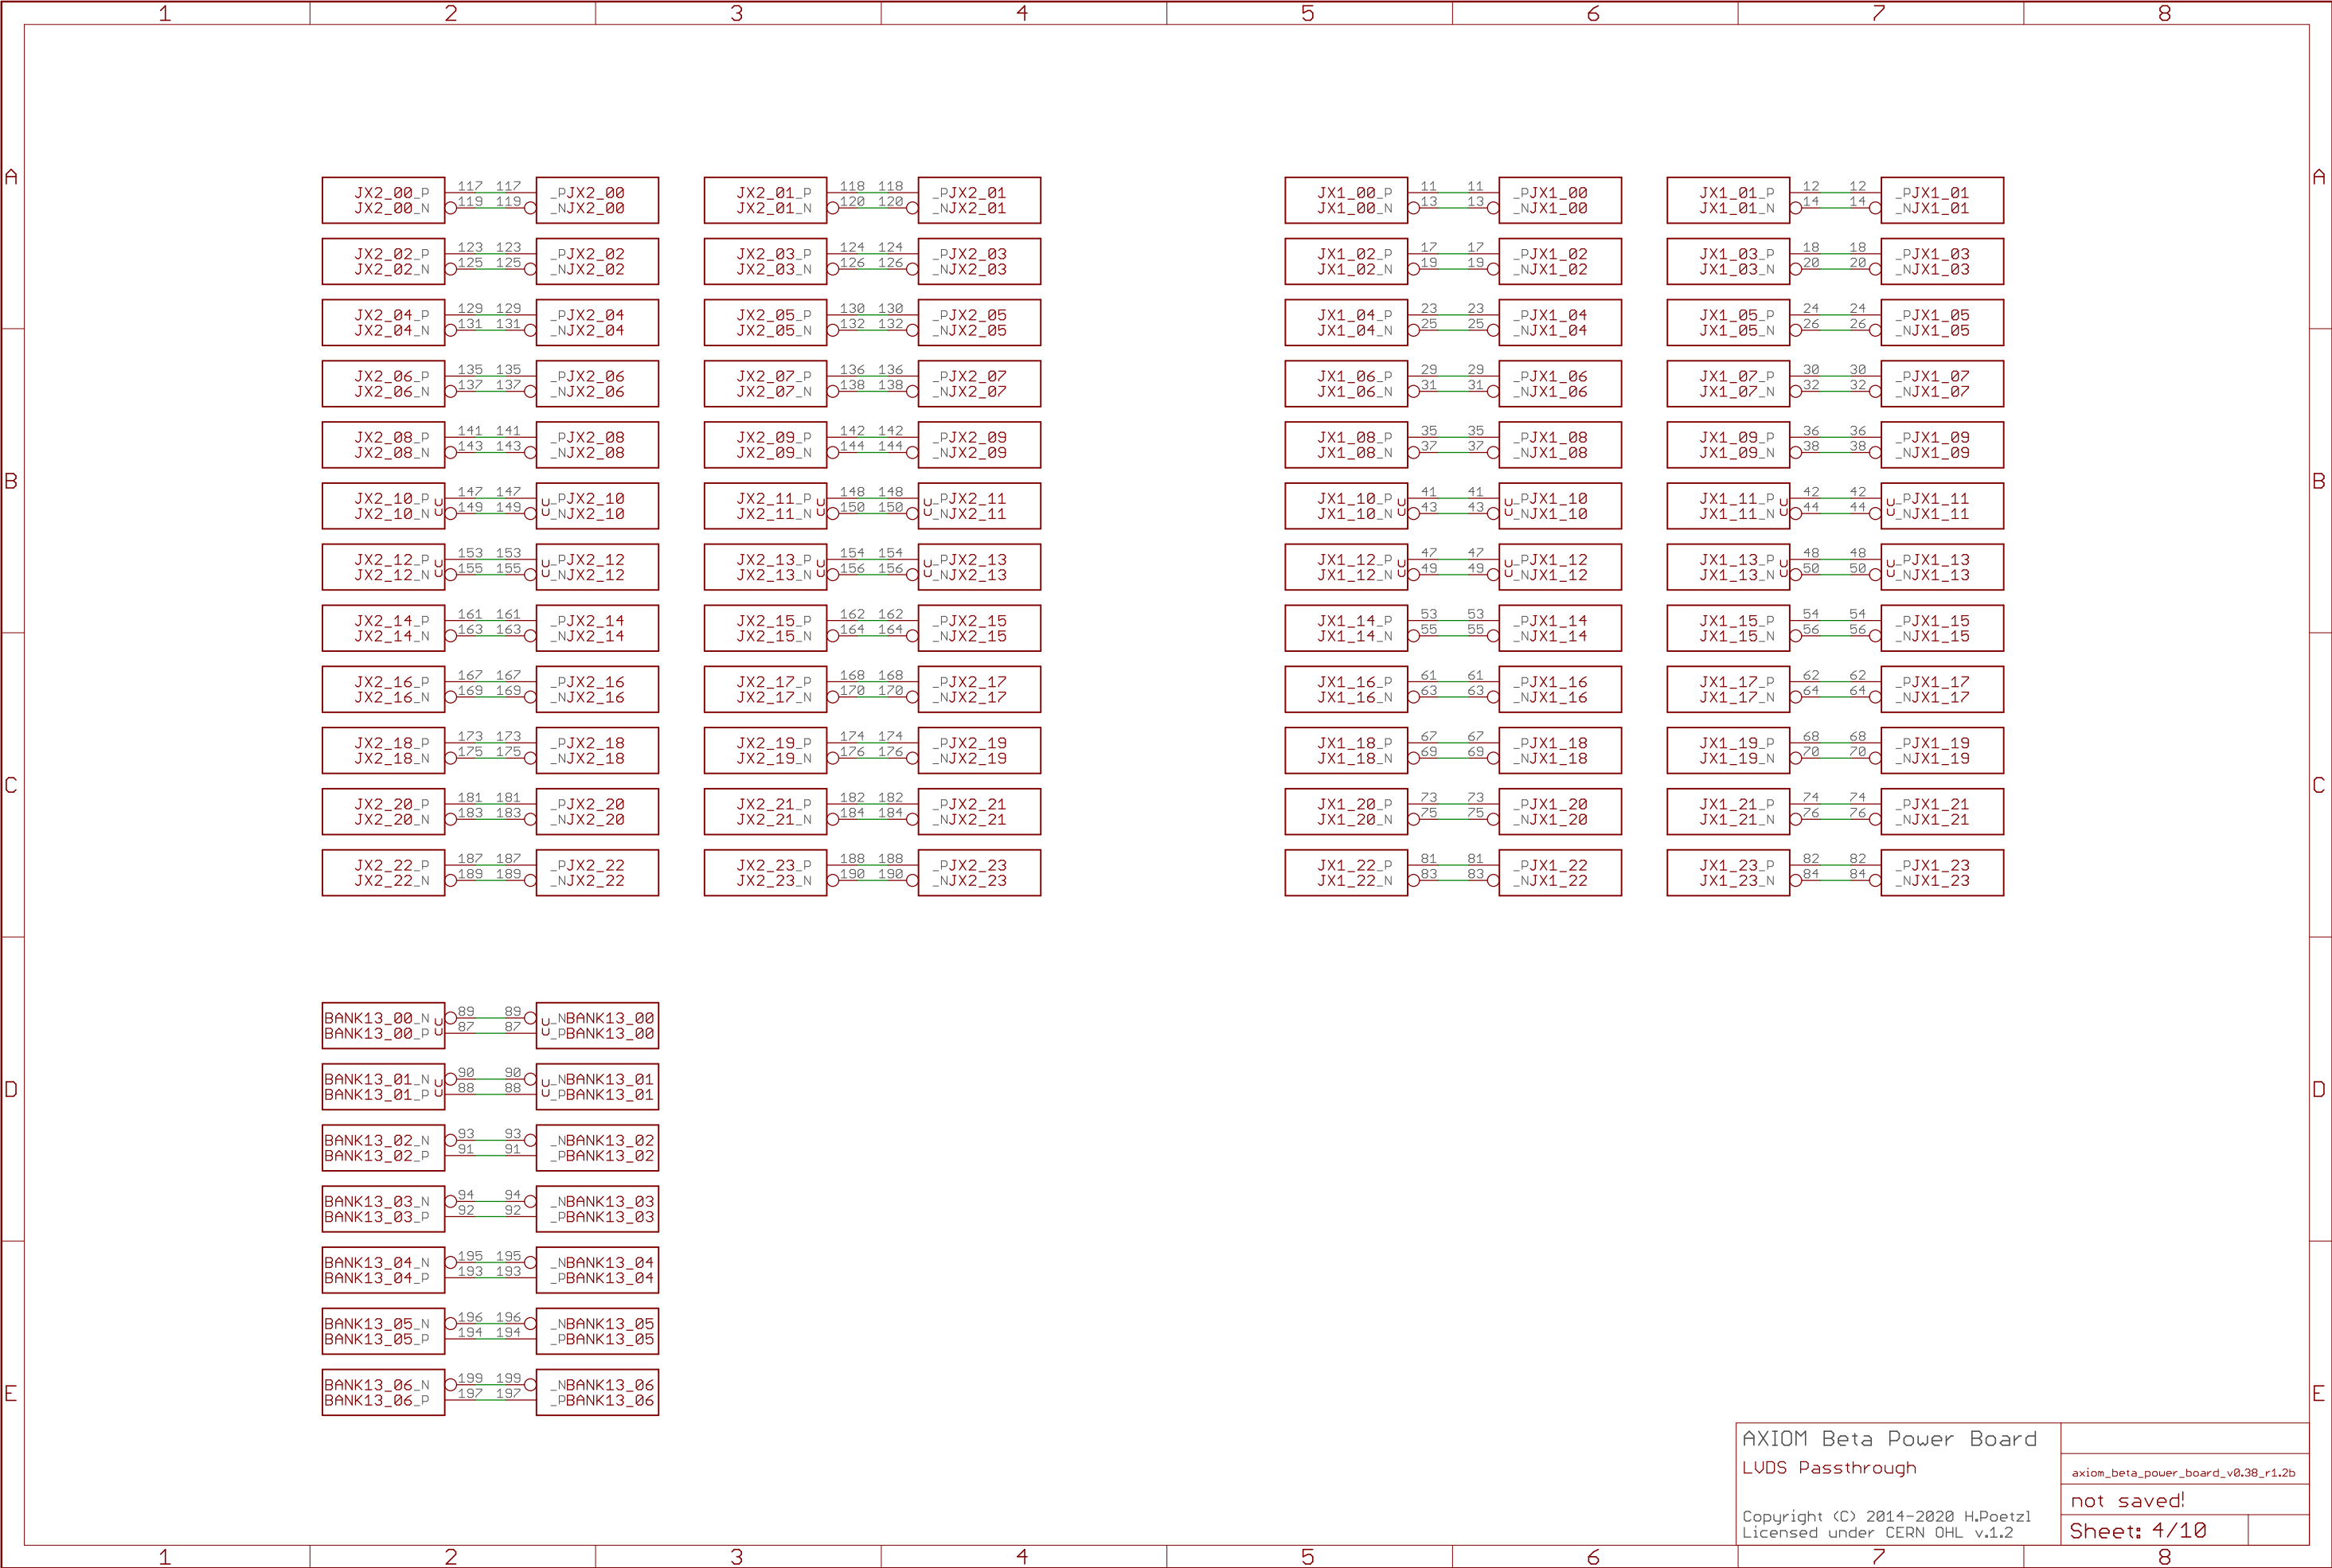 1 2 3 4 5 6 7 8
A A
JX2_00_P 117 117 _PJX2_00 JX2_01_P 118 118 _PJX2_01 JX1_00_P 11 11 _PJX1_00 JX1_01_P 12 12 _PJX1_01
JX2_00_N 119 119 _NJX2_00 JX2_01_N 120 120 _NJX2_01 JX1_00_N 13 13 _NJX1_00 JX1_01_N 14 14 _NJX1_01
JX2_02_P 123 123 _PJX2_02 JX2_03_P 124 124 _PJX2_03 JX1_02_P 17 17 _PJX1_02 JX1_03_P 18 18 _PJX1_03
JX2_02_N 125 125 _NJX2_02 JX2_03_N 126 126 _NJX2_03 JX1_02_N 19 19 _NJX1_02 JX1_03_N 20 20 _NJX1_03
JX2_04_P 129 129 _PJX2_04 JX2_05_P 130 130 _PJX2_05 JX1_04_P 23 23 _PJX1_04 JX1_05_P 24 24 _PJX1_05
JX2_04_N 131 131 _NJX2_04 JX2_05_N 132 132 _NJX2_05 JX1_04_N 25 25 _NJX1_04 JX1_05_N 26 26 _NJX1_05
JX2_06_P 135 135 _PJX2_06 JX2_07_P 136 136 _PJX2_07 JX1_06_P 29 29 _PJX1_06 JX1_07_P 30 30 _PJX1_07
JX2_06_N 137 137 _NJX2_06 JX2_07_N 138 138 _NJX2_07 JX1_06_N 31 31 _NJX1_06 JX1_07_N 32 32 _NJX1_07
JX2_08_P 141 141 _PJX2_08 JX2_09_P 142 142 _PJX2_09 JX1_08_P 35 35 _PJX1_08 JX1_09_P 36 36 _PJX1_09
JX2_08_N 143 143 _NJX2_08 JX2_09_N 144 144 _NJX2_09 JX1_08_N 37 37 _NJX1_08 JX1_09_N 38 38 _NJX1_09
B B
JX2_10_P 147 147 _PJX2_10 JX2_11_P 148 148 _PJX2_11 JX1_10_P 41 41 _PJX1_10 JX1_11_P 42 42 _PJX1_11
JX2_10_N 149 149 _NJX2_10 JX2_11_N 150 150 _NJX2_11 JX1_10_N 43 43 _NJX1_10 JX1_11_N 44 44 _NJX1_11
JX2_12_P 153 153 _PJX2_12 JX2_13_P 154 154 _PJX2_13 JX1_12_P 47 47 _PJX1_12 JX1_13_P 48 48 _PJX1_13
JX2_12_N 155 155 _NJX2_12 JX2_13_N 156 156 _NJX2_13 JX1_12_N 49 49 _NJX1_12 JX1_13_N 50 50 _NJX1_13
JX2_14_P 161 161 _PJX2_14 JX2_15_P 162 162 _PJX2_15 JX1_14_P 53 53 _PJX1_14 JX1_15_P 54 54 _PJX1_15
JX2_14_N 163 163 _NJX2_14 JX2_15_N 164 164 _NJX2_15 JX1_14_N 55 55 _NJX1_14 JX1_15_N 56 56 _NJX1_15
JX2_16_P 167 167 _PJX2_16 JX2_17_P 168 168 _PJX2_17 JX1_16_P 61 61 _PJX1_16 JX1_17_P 62 62 _PJX1_17
JX2_16_N 169 169 _NJX2_16 JX2_17_N 170 170 _NJX2_17 JX1_16_N 63 63 _NJX1_16 JX1_17_N 64 64 _NJX1_17
JX2_18_P 173 173 _PJX2_18 JX2_19_P 174 174 _PJX2_19 JX1_18_P 67 67 _PJX1_18 JX1_19_P 68 68 _PJX1_19
JX2_18_N 175 175 _NJX2_18 JX2_19_N 176 176 _NJX2_19 JX1_18_N 69 69 _NJX1_18 JX1_19_N 70 70 _NJX1_19
C C
JX2_20_P 181 181 _PJX2_20 JX2_21_P 182 182 _PJX2_21 JX1_20_P 73 73 _PJX1_20 JX1_21_P 74 74 _PJX1_21
JX2_20_N 183 183 _NJX2_20 JX2_21_N 184 184 _NJX2_21 JX1_20_N 75 75 _NJX1_20 JX1_21_N 76 76 _NJX1_21
JX2_22_P 187 187 _PJX2_22 JX2_23_P 188 188 _PJX2_23 JX1_22_P 81 81 _PJX1_22 JX1_23_P 82 82 _PJX1_23
JX2_22_N 189 189 _NJX2_22 JX2_23_N 190 190 _NJX2_23 JX1_22_N 83 83 _NJX1_22 JX1_23_N 84 84 _NJX1_23
BANK13_00_N 89 89 _NBANK13_00
BANK13_00_P 87 87 _PBANK13_00
D D
BANK13_01_N 90 90 _NBANK13_01
BANK13_01_P 88 88 _PBANK13_01
BANK13_02_N 93 93 _NBANK13_02
BANK13_02_P 91 91 _PBANK13_02
BANK13_03_N 94 94 _NBANK13_03
BANK13_03_P 92 92 _PBANK13_03
BANK13_04_N 195 195 _NBANK13_04
BANK13_04_P 193 193 _PBANK13_04
BANK13_05_N 196 196 _NBANK13_05
BANK13_05_P 194 194 _PBANK13_05
E E
BANK13_06_N 199 199 _NBANK13_06
BANK13_06_P 197 197 _PBANK13_06
AXIOM Beta Power Board
LVDS Passthrough
axiom_beta_power_board_v0.38_r1.2b
not saved!
Copyright (C) 2014-2020 H.Poetzl
Licensed under CERN OHL v.1.2
Sheet: 4/10
1 2 3 4 5 6 7 8